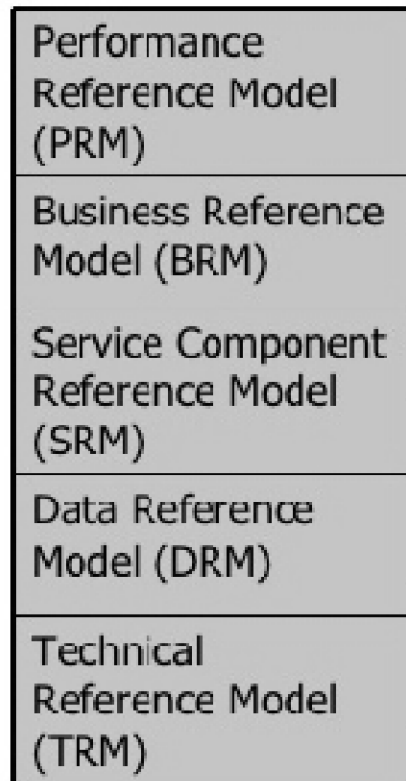 Performance
Reference Model
(PRM)
Business Reference
Model (BRM)
Service Component
Reference Model
(SRM)
Data Reference
Model (DRM)
Technical
Reference Model
(TRM)